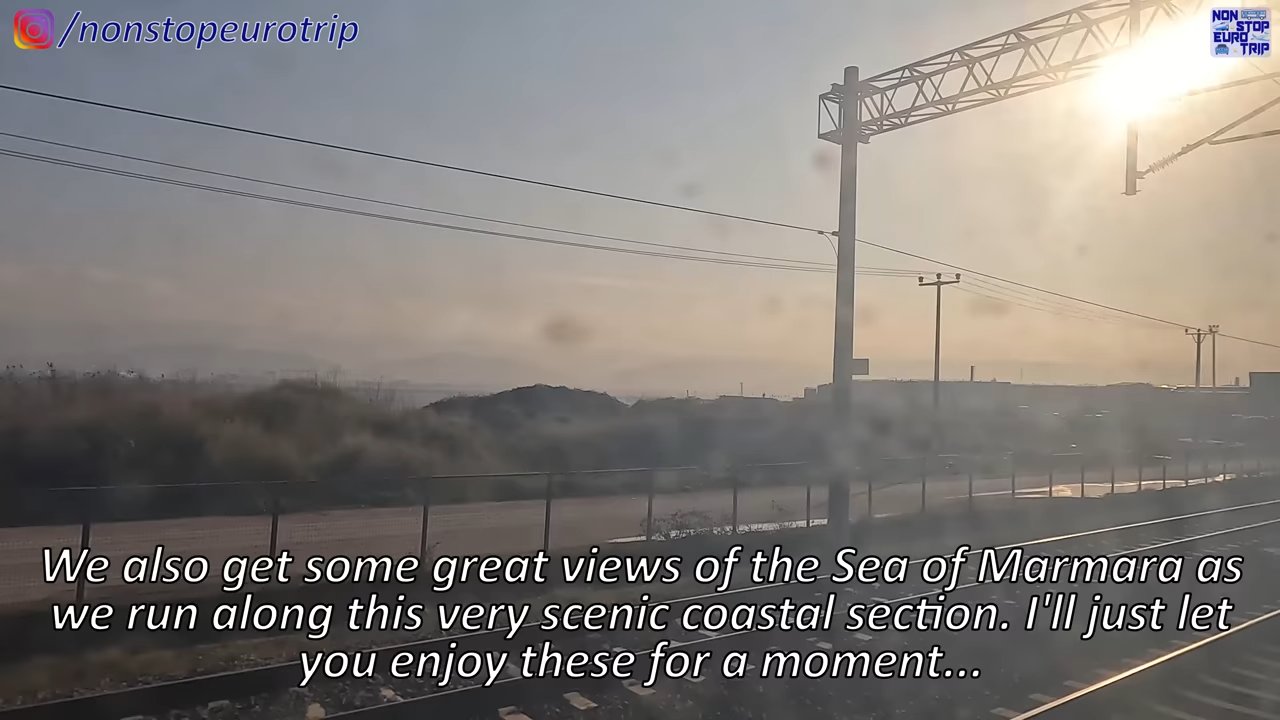 /nonstopeurotrip
NON
STOP
EURO
TRIP
We also get some great views of the Sea of Marmara as
we run along this very scenic coastal section. I'll just let
you enjoy these for a moment...